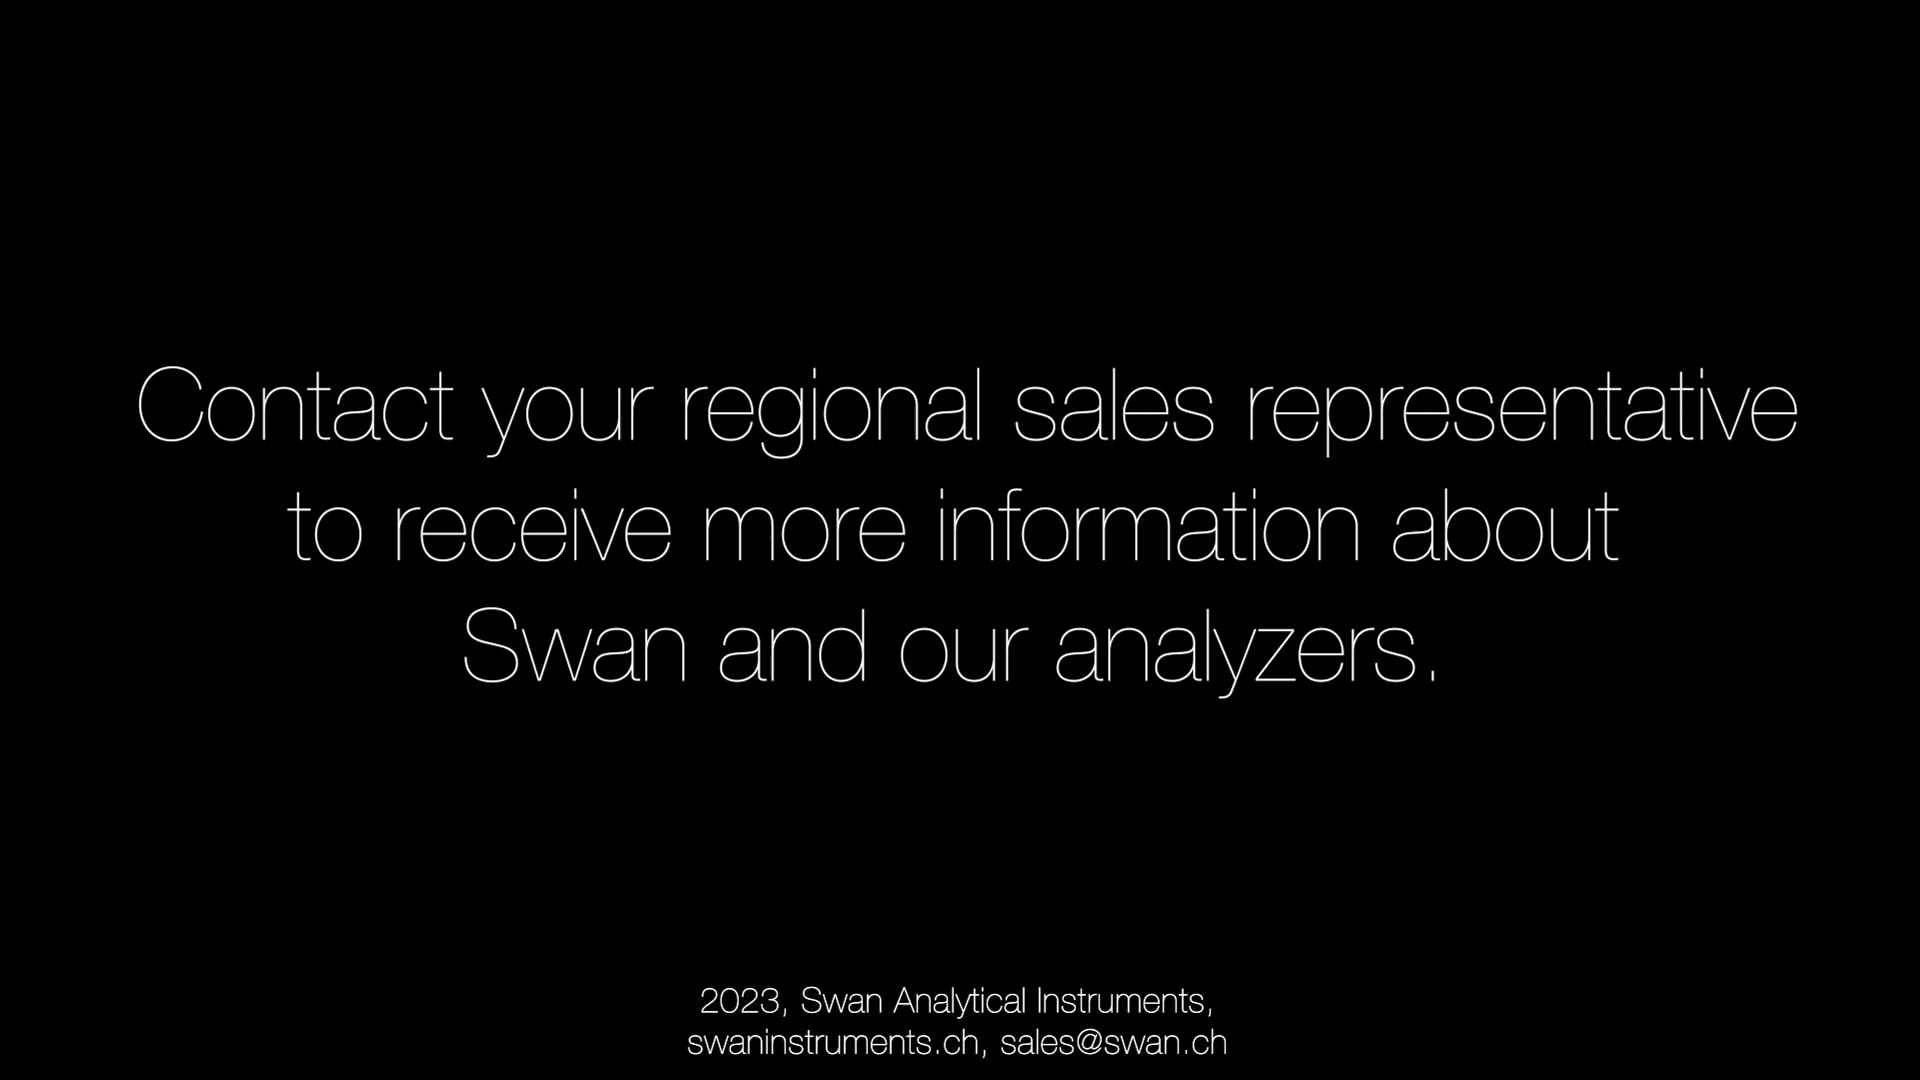 Contact your regional sales representative
to receive more information about
Swan and our analyzers.
2023, Swan Analytical Instruments,
swaninstruments.ch, sales@swan.ch